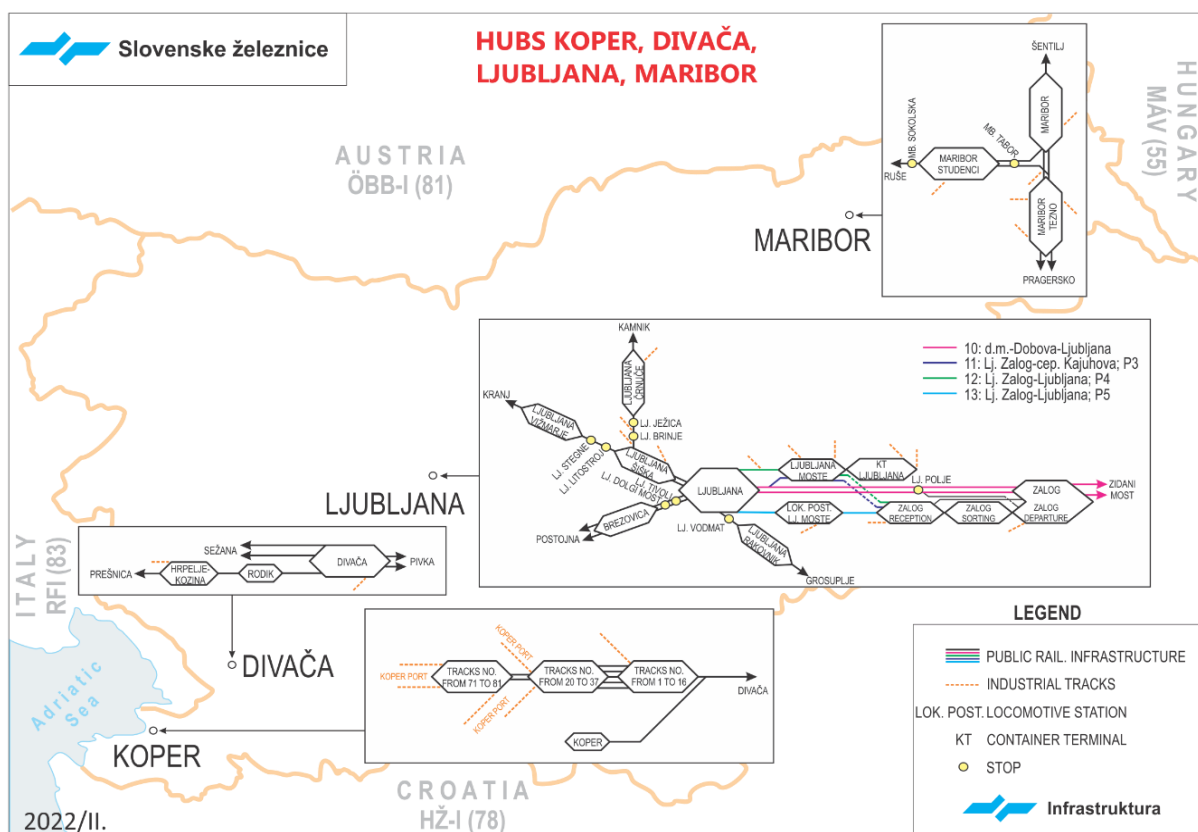 Slovenske železnice
HUBS KOPER, DIVAČA,
LJUBLJANA, MARIBOR
AUSTRIA
ÖBB-I (81)
HUNGARY
MÁV (55)
ŠENTILJ
MB. SOKOLSKA
MB. TABOR
MARIBOR
RUŠE
MARIBOR
STUDENCI
MARIBOR
TEZNO
PRAGERSKO
MARIBOR
KAMNIK
LJUBLJANA
ČRNUČE
KRANJ
LJUBLJANA
VIŽMARJE
LJ. JEŽICA
LJ. BRINJE
LJ. STEGNE
LJ. LITOSTROJ
LJUBLJANA
ŠIŠKA
LJ. TIVOLI
LJ. DOLGI MOST
BREZOVICA
POSTOJNA
LJUBLJANA
LJ. VODMAT
LJUBLJANA
RAKOVNIK
GROSUPLJE
10: d.m.-Dobova-Ljubljana
11: Lj. Zalog-cep. Kajuhova; P3
12: Lj. Zalog-Ljubljana; P4
13: Lj. Zalog-Ljubljana; P5
LJUBLJANA
MOSTE
KT
LJUBLJANA
LJ. POLJE
LOK. POST.
LJ. MOSTE
ZALOG
RECEPTION
ZALOG
SORTING
ZALOG
ZALOG
DEPARTURE
ZIDANI
MOST
LJUBLJANA
SEŽANA
PREŠNICA
HRPELJE-
KOZINA
RODIK
DIVAČA
PIVKA
ITALY
RFI (83)
DIVAČA
KOPER PORT
KOPER PORT
KOPER PORT
TRACKS NO.
FROM 71 TO 81
TRACKS NO.
FROM 20 TO 37
TRACKS NO.
FROM 1 TO 16
DIVAČA
KOPER
Adriatic
Sea
KOPER
CROATIA
HŽ-I (78)
LEGEND
PUBLIC RAIL. INFRASTRUCTURE
INDUSTRIAL TRACKS
LOK. POST. LOCOMOTIVE STATION
KT CONTAINER TERMINAL
STOP
Infrastruktura
2022/II.